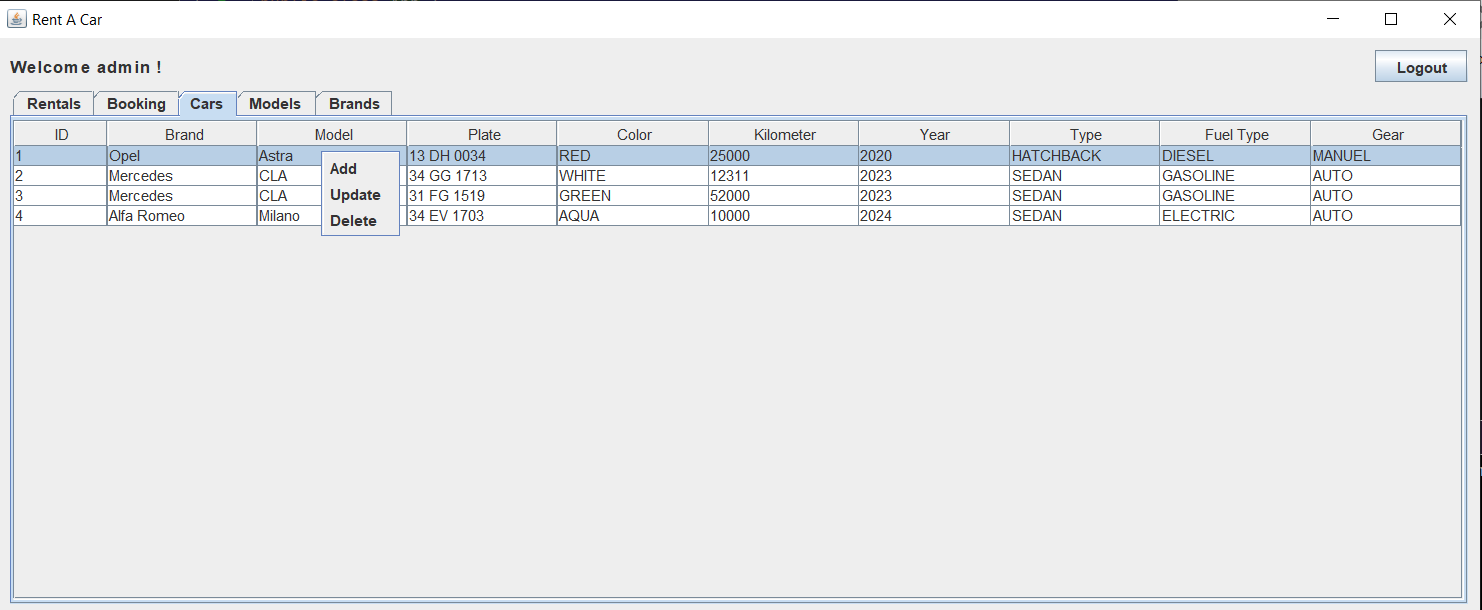 Rent A Car
Welcome admin !
Logout
Rentals Booking Cars Models Brands
ID Brand Model Plate Color Kilometer Year Type Fuel Type Gear
1 Opel Astra 13 DH 0034 RED 25000 2020 HATCHBACK DIESEL MANUEL
2 Mercedes CLA 34 GG 1713 WHITE 12311 2023 SEDAN GASOLINE AUTO
3 Mercedes CLA 31 FG 1519 GREEN 52000 2023 SEDAN GASOLINE AUTO
4 Alfa Romeo Milano 34 EV 1703 AQUA 10000 2024 SEDAN ELECTRIC AUTO
Add
Update
Delete